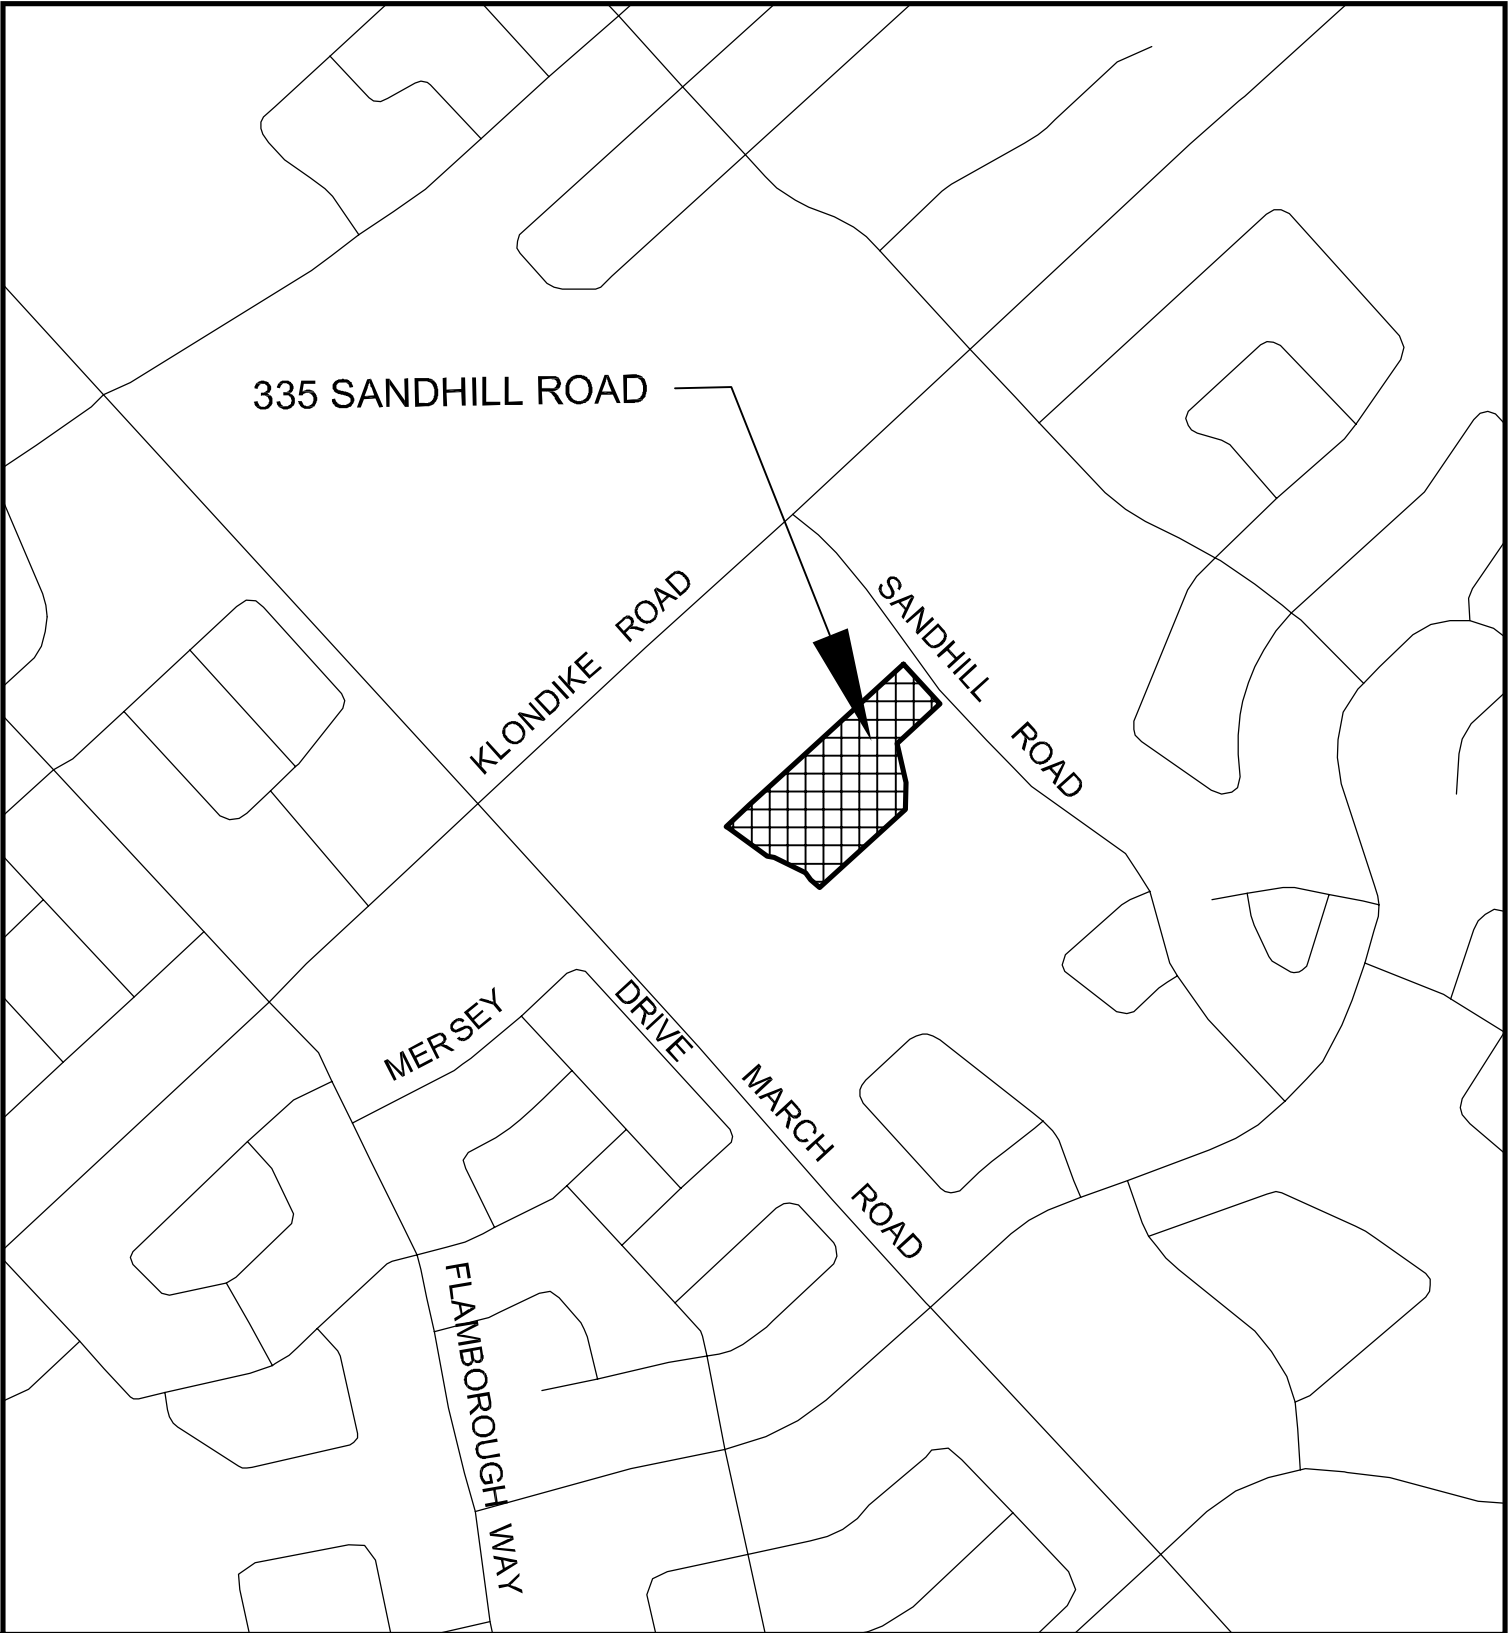 335 SANDHILL ROAD
KLONDIKE ROAD
SANDHILL ROAD
MERSEY DRIVE
MARCH ROAD
FLAMBOROUGH WAY